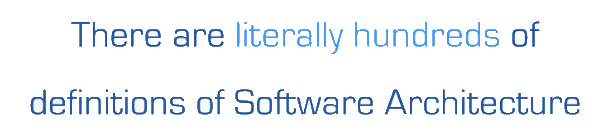 There are literally hundreds of
definitions of Software Architecture